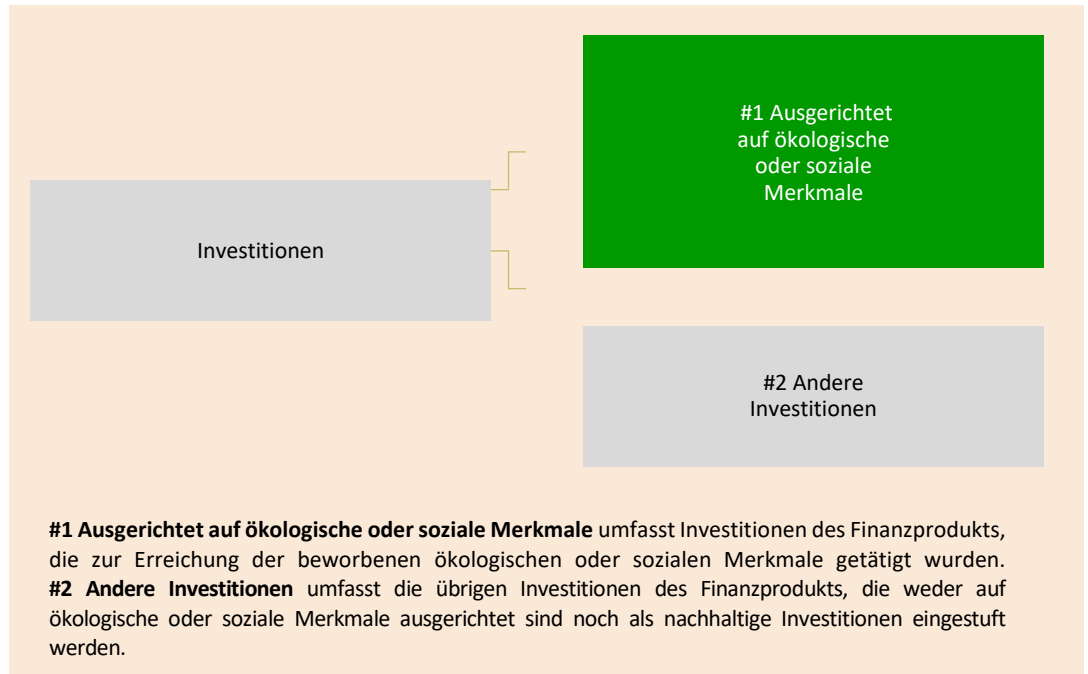 #1 Ausgerichtet
auf ökologische
oder soziale
Merkmale
Investitionen
#2 Andere
Investitionen
#1 Ausgerichtet auf ökologische oder soziale Merkmale umfasst Investitionen des Finanzprodukts,
die zur Erreichung der beworbenen ökologischen oder sozialen Merkmale getätigt wurden.
#2 Andere Investitionen umfasst die übrigen Investitionen des Finanzprodukts, die weder auf
ökologische oder soziale Merkmale ausgerichtet sind noch als nachhaltige Investitionen eingestuft
werden.